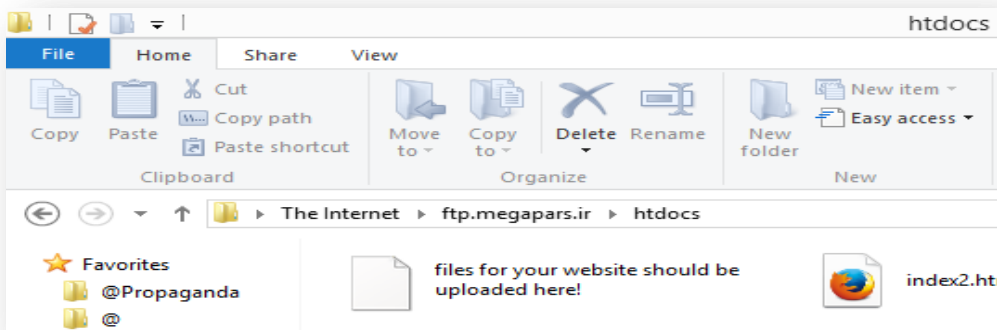 htdocs
File Home Share View
Cut
Copy path
Paste shortcut
Copy Paste
Move to
Copy to
Delete Rename
New folder
New item
Easy access
Clipboard Organize New
The Internet ftp.megapars.ir htdocs
Favorites
@Propaganda
@
files for your website should be
uploaded here!
index2.ht